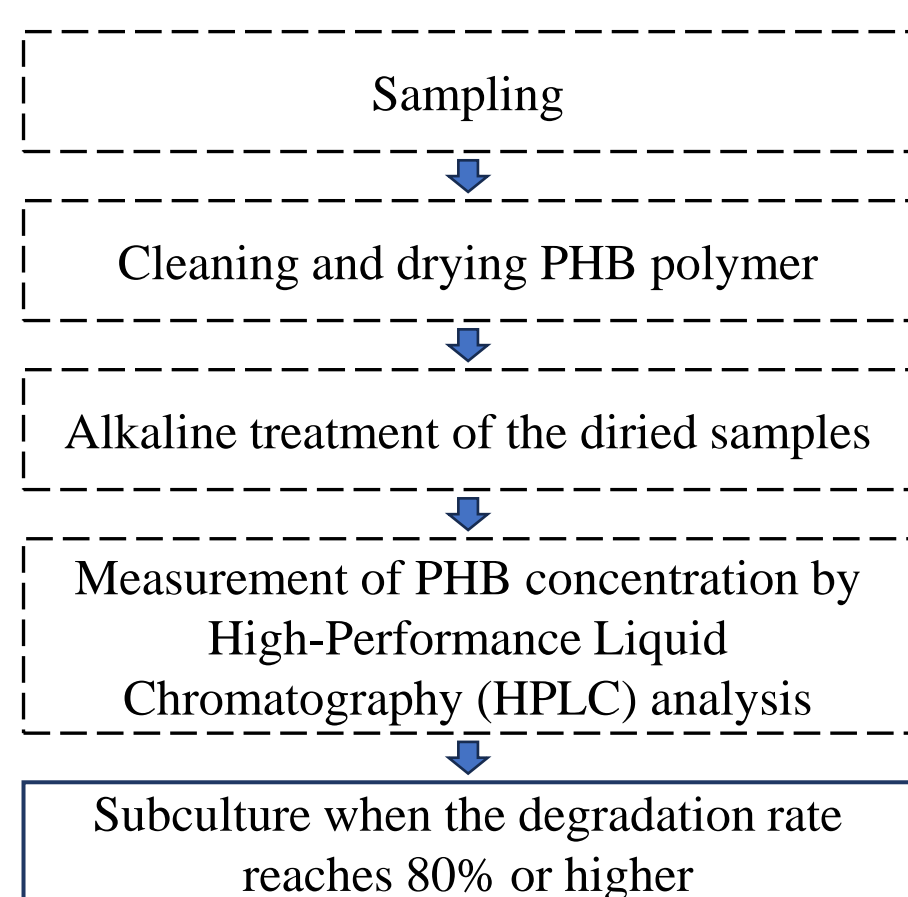 Sampling
Cleaning and drying PHB polymer
Alkaline treatment of the diried samples
Measurement of PHB concentration by
High-Performance Liquid
Chromatography (HPLC) analysis
Subculture when the degradation rate
reaches 80% or higher